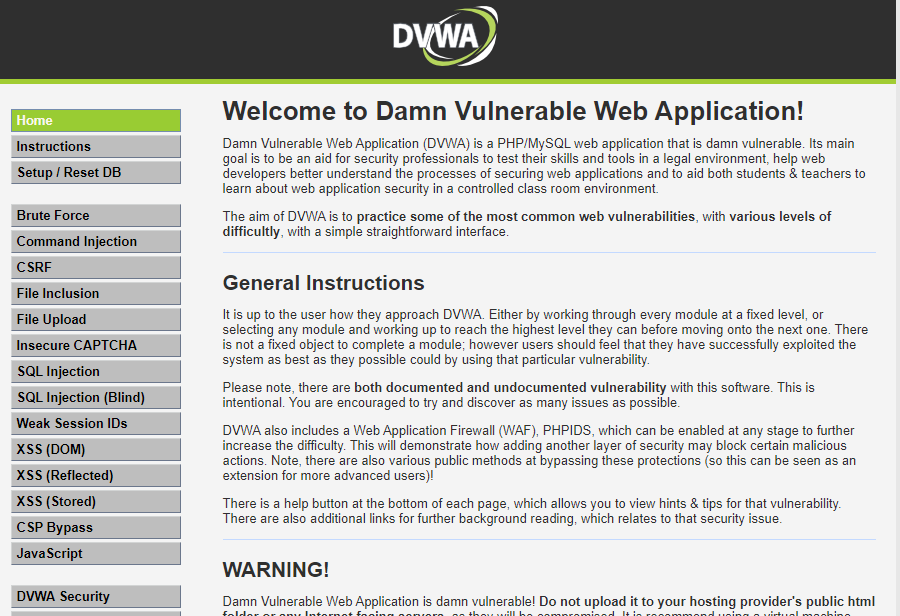 DVWA
Home
Instructions
Setup / Reset DB
Brute Force
Command Injection
CSRF
File Inclusion
File Upload
Insecure CAPTCHA
SQL Injection
SQL Injection (Blind)
Weak Session IDs
XSS (DOM)
XSS (Reflected)
XSS (Stored)
CSP Bypass
JavaScript
DVWA Security
Welcome to Damn Vulnerable Web Application!
Damn Vulnerable Web Application (DVWA) is a PHP/MySQL web application that is damn vulnerable. Its main
goal is to be an aid for security professionals to test their skills and tools in a legal environment, help web
developers better understand the processes of securing web applications and to aid both students & teachers to
learn about web application security in a controlled class room environment.
The aim of DVWA is to practice some of the most common web vulnerabilities, with various levels of
difficultly, with a simple straightforward interface.
General Instructions
It is up to the user how they approach DVWA. Either by working through every module at a fixed level, or
selecting any module and working up to reach the highest level they can before moving onto the next one. There
is not a fixed object to complete a module; however users should feel that they have successfully exploited the
system as best as they possible could by using that particular vulnerability.
Please note, there are both documented and undocumented vulnerability with this software. This is
intentional. You are encouraged to try and discover as many issues as possible.
DVWA also includes a Web Application Firewall (WAF), PHPIDS, which can be enabled at any stage to further
increase the difficulty. This will demonstrate how adding another layer of security may block certain malicious
actions. Note, there are also various public methods at bypassing these protections (so this can be seen as an
extension for more advanced users)!
There is a help button at the bottom of each page, which allows you to view hints & tips for that vulnerability.
There are also additional links for further background reading, which relates to that security issue.
WARNING!
Damn Vulnerable Web Application is damn vulnerable! Do not upload it to your hosting provider's public html
folder or any Internet facing servers, as they will be compromised. It is recommend using a virtual machine